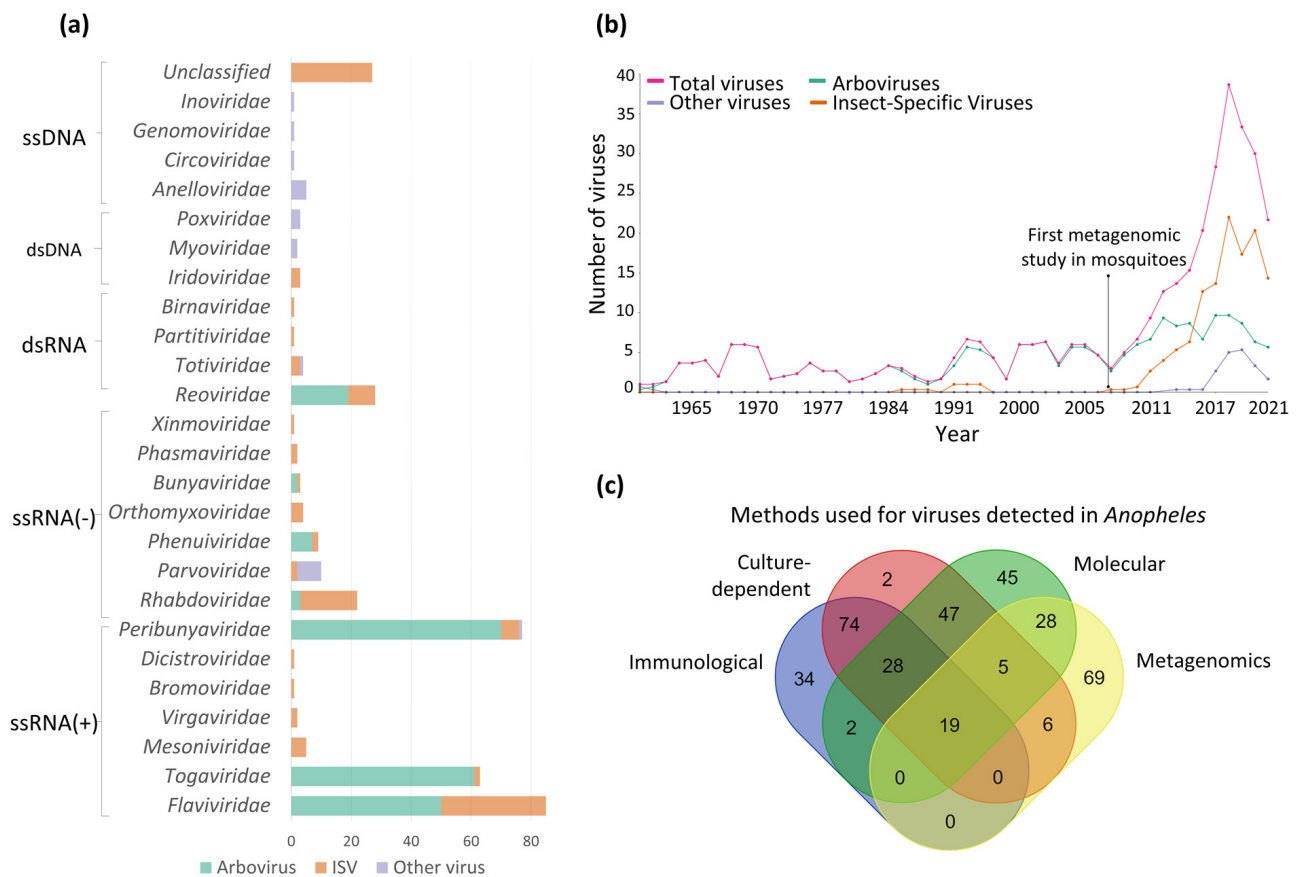 (a)
ssDNA
Unclassified
Inoviridae
Genomoviridae
Circoviridae
Anelloviridae
dsDNA
Poxviridae
Myoviridae
Iridoviridae
dsRNA
Birnaviridae
Partitiviridae
Totiviridae
Reoviridae
ssRNA(-)
Xinmoviridae
Phasmaviridae
Bunyaviridae
Orthomyxoviridae
Phenuiviridae
Parvoviridae
Rhabdoviridae
ssRNA(+)
Peribunyaviridae
Dicistroviridae
Bromoviridae
Virgaviridae
Mesoniviridae
Togaviridae
Flaviviridae
0 20 40 60 80
Arbovirus ISV Other virus
(b)
Total viruses Arboviruses
Other viruses Insect-Specific Viruses
Number of viruses
40
35
30
25
20
15
10
5
0
First metagenomic
study in mosquitoes
1965 1970 1977 1984 1991 2000 2005 2011 2017 2021
Year
(c)
Methods used for viruses detected in Anopheles
Culture-
dependent
Molecular
Immunological
Metagenomics
2 45
74 47 28
34 28 5 69
2 19 6
0 0
0